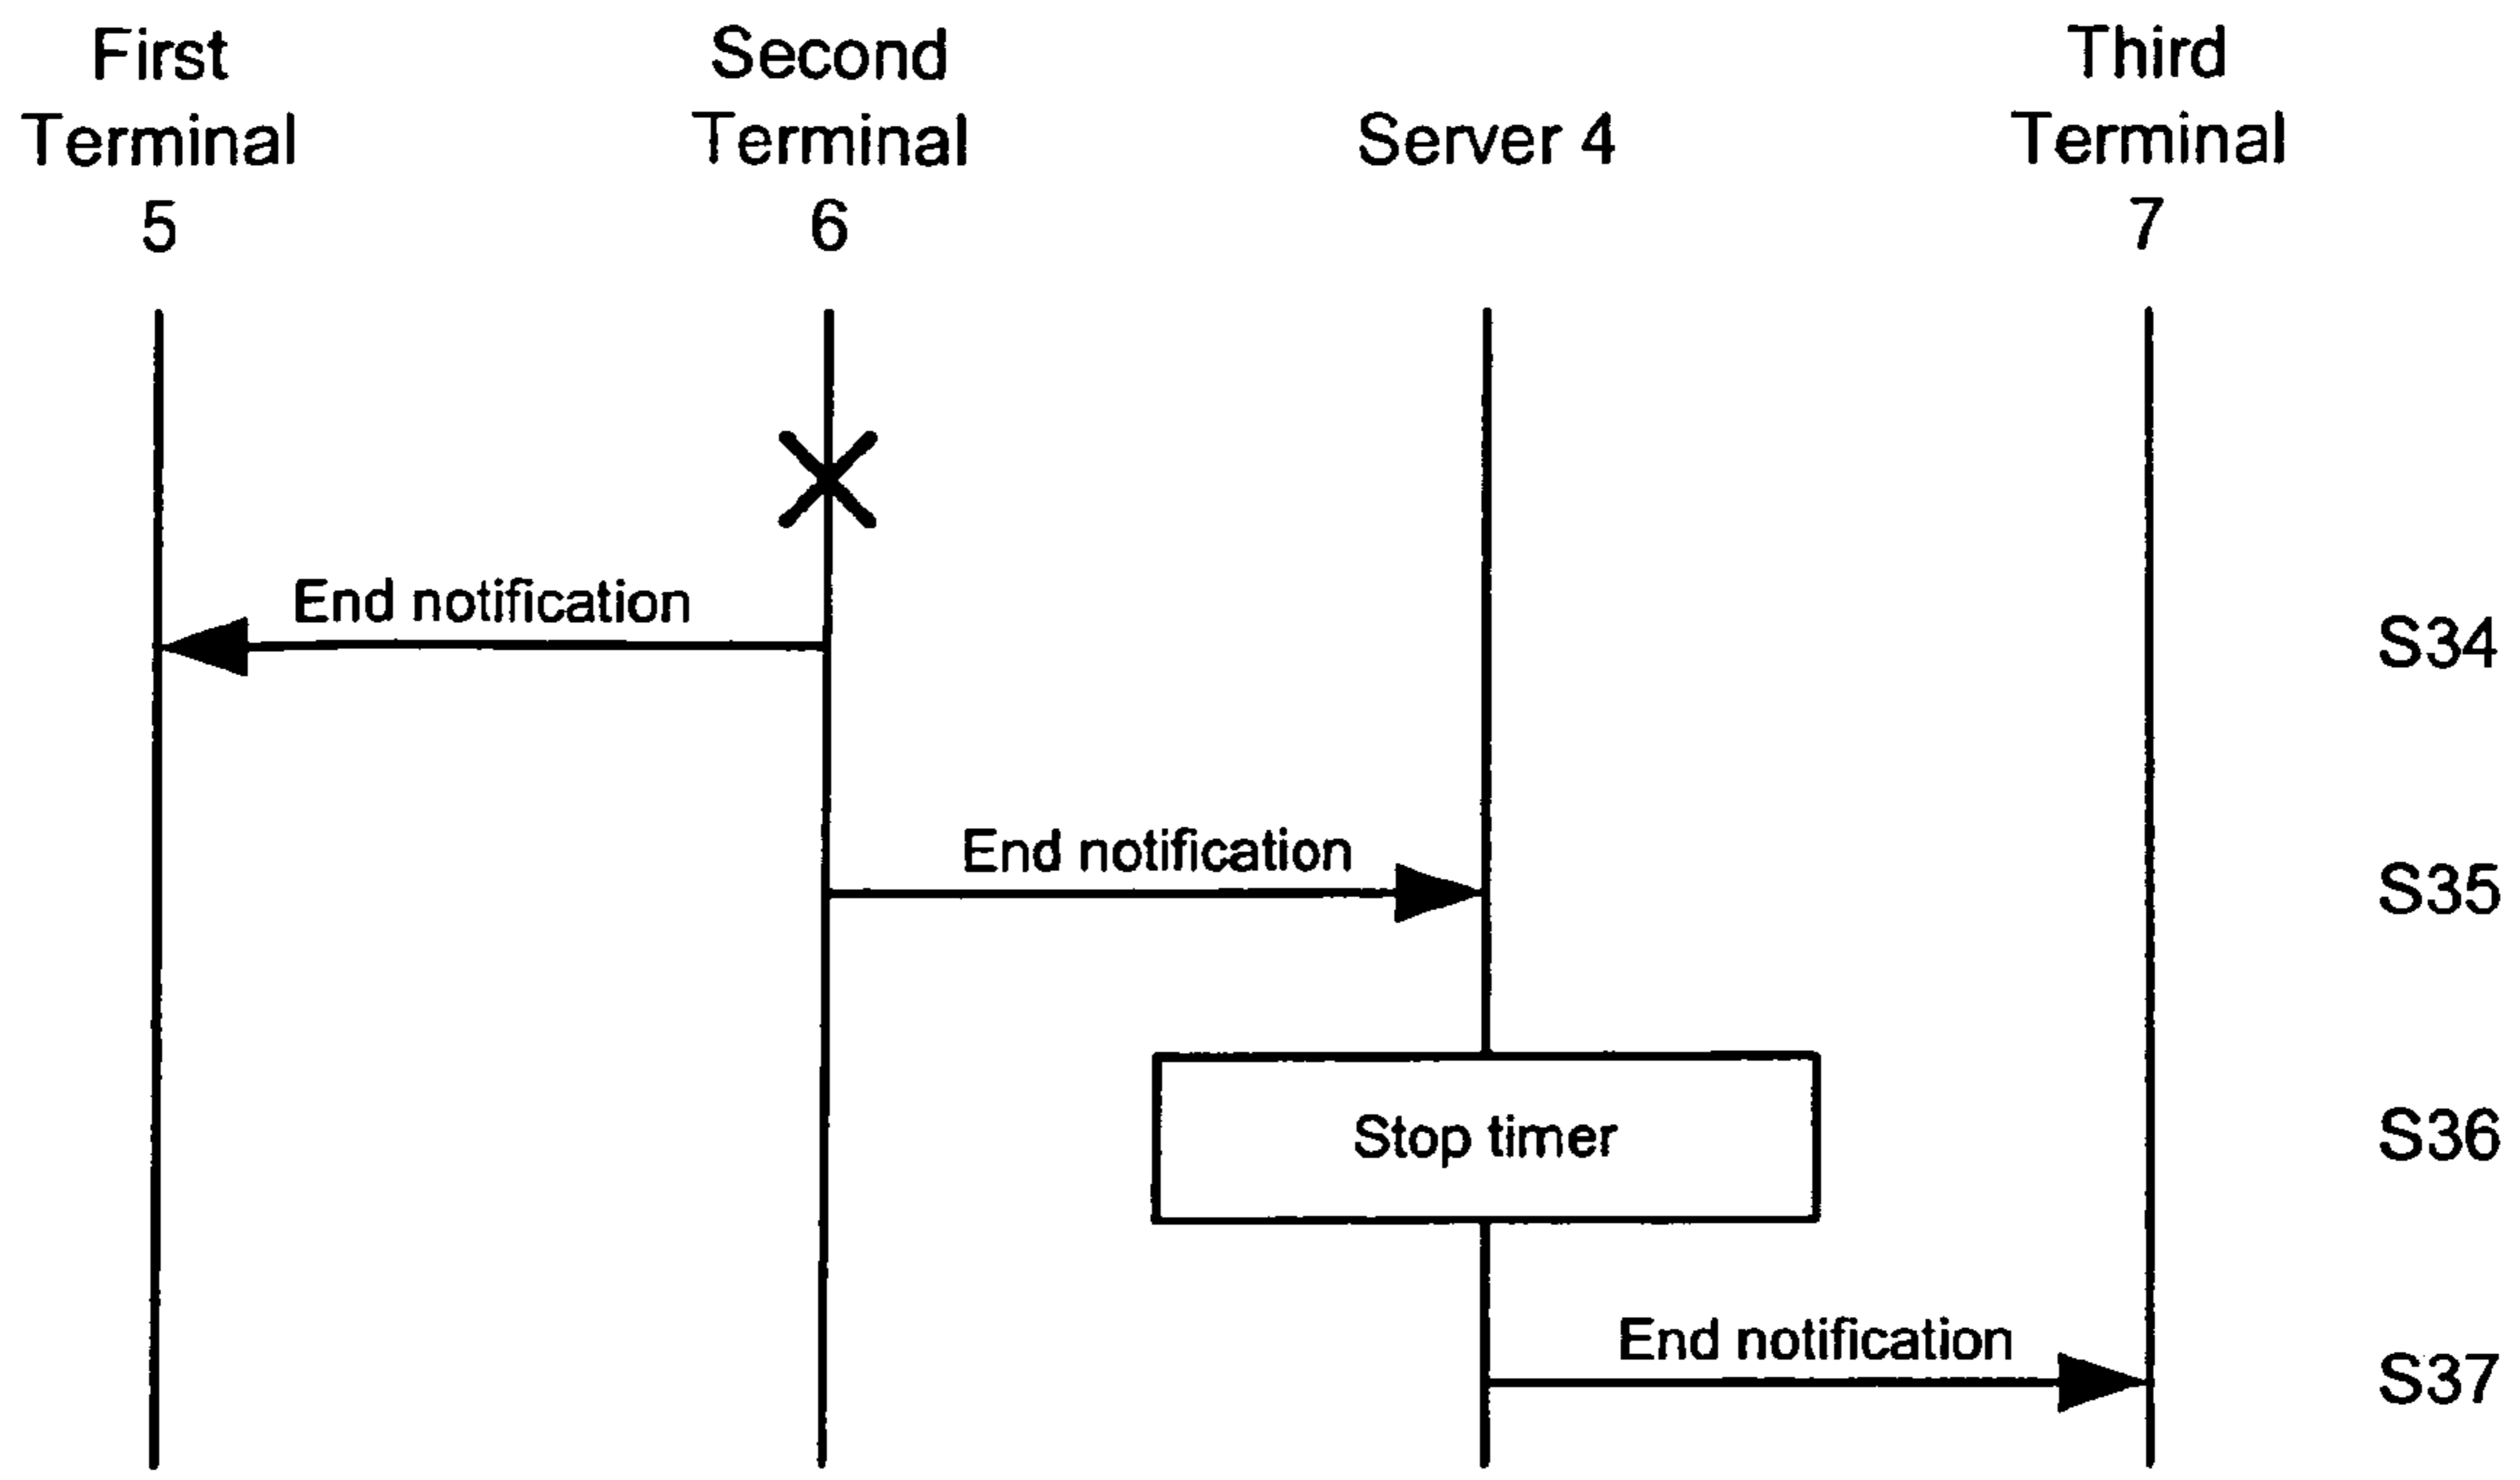 First
Terminal
5
Second
Terminal
6
Server 4
Third
Terminal
7
End notification
S34
End notification
S35
Stop timer
S36
End notification
S37